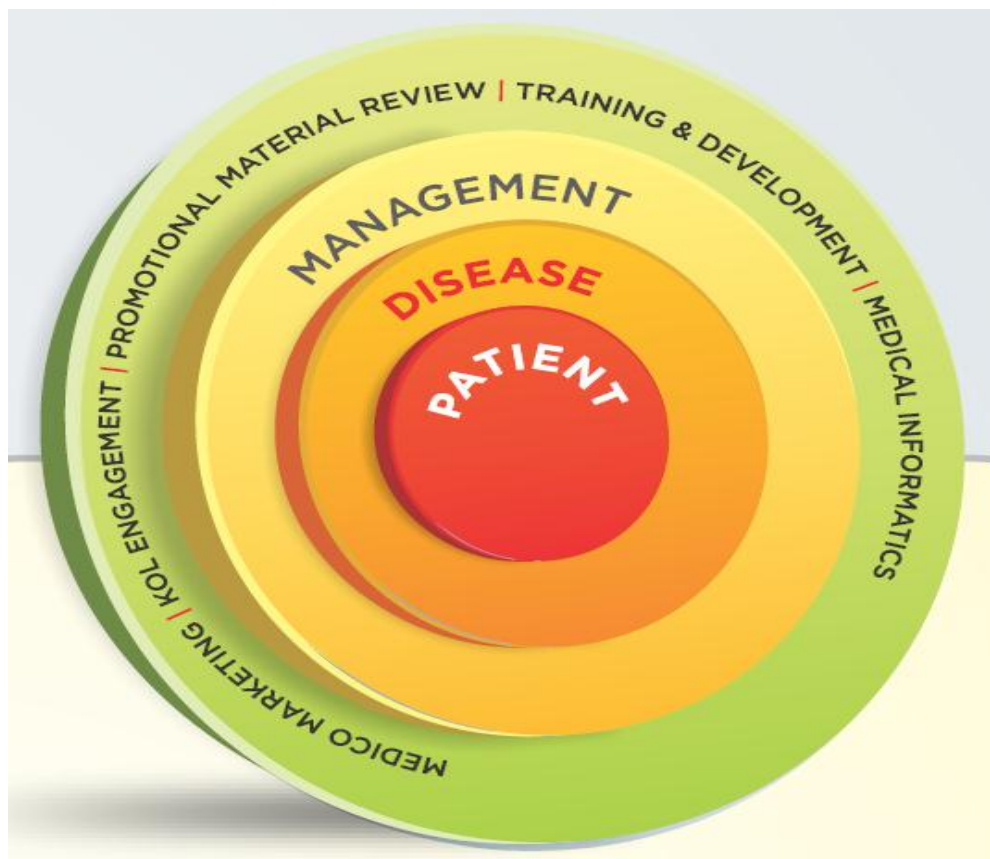 MEDICO MARKETING | KOL ENGAGEMENT | PROMOTIONAL MATERIAL REVIEW | TRAINING & DEVELOPMENT | MEDICAL INFORMATICS
MANAGEMENT
DISEASE
PATIENT